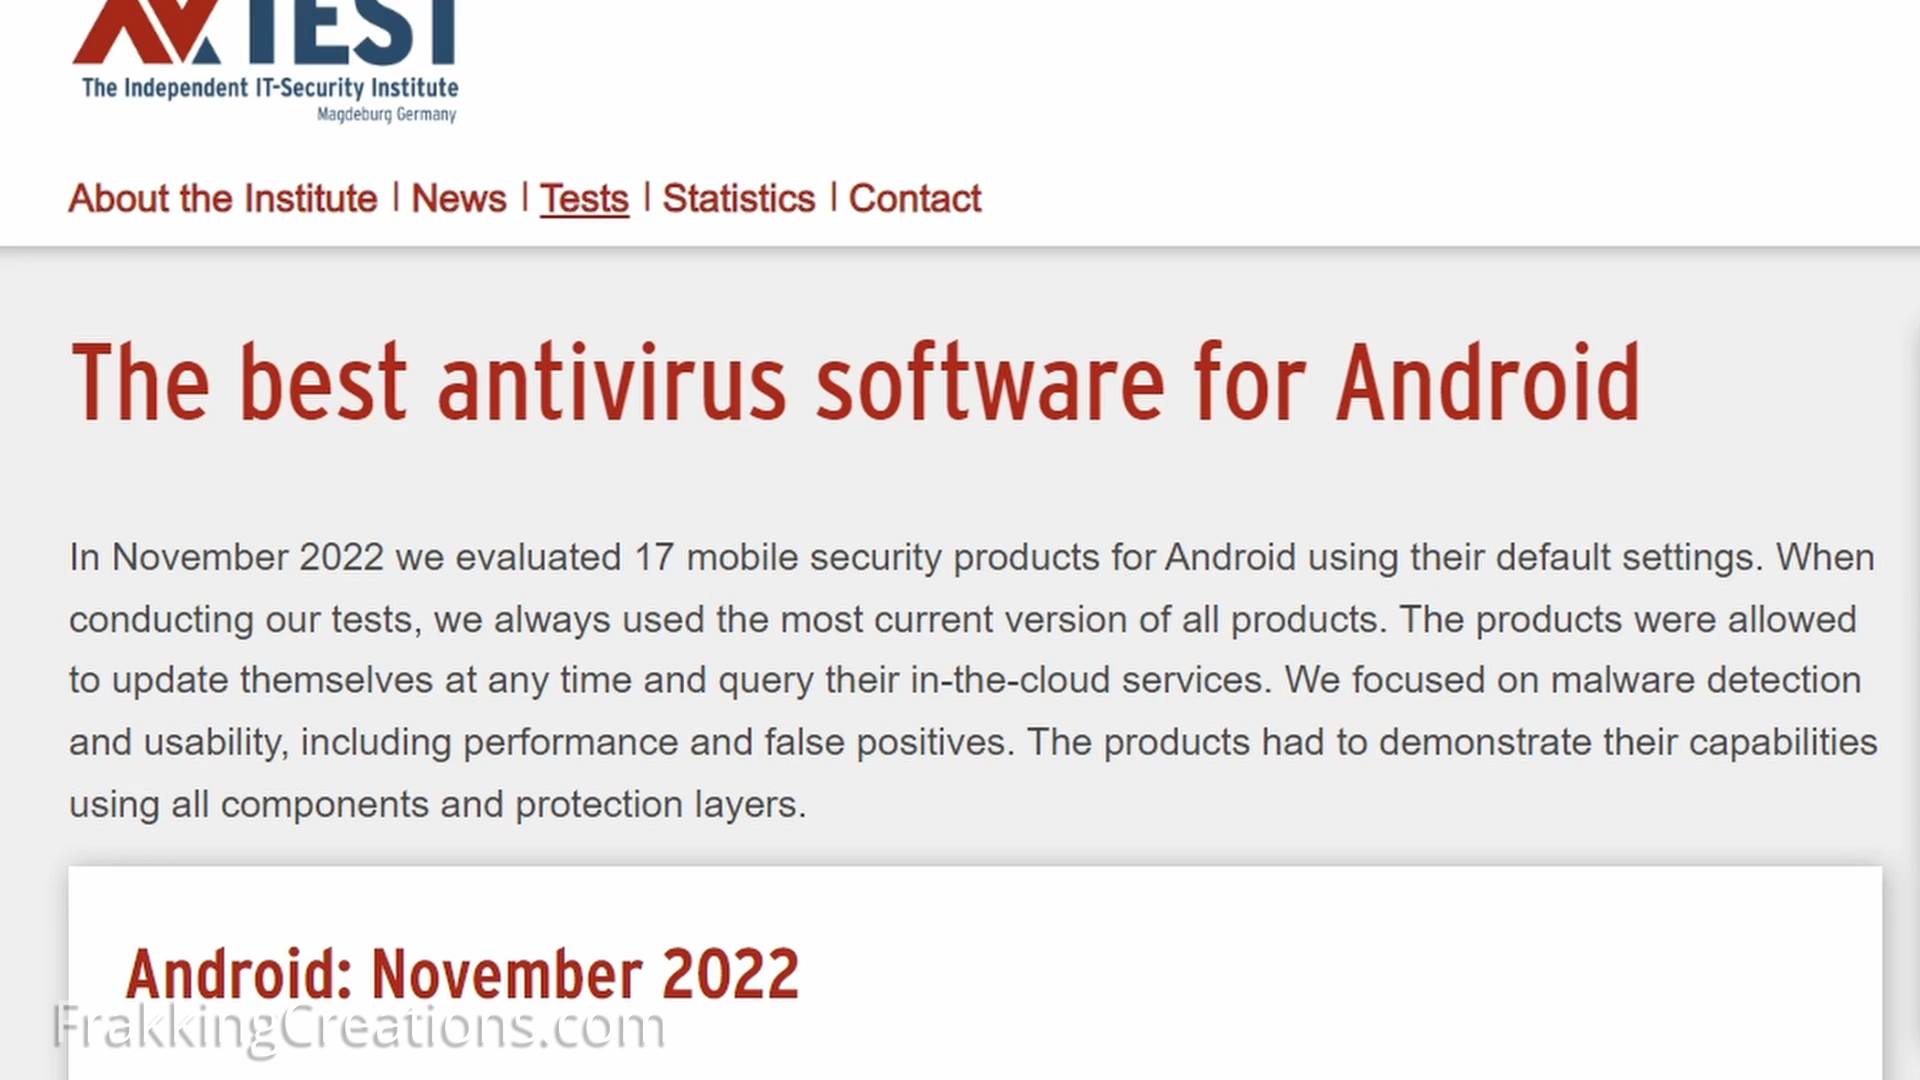 AV TEST
The Independent IT-Security Institute
Magdeburg Germany
About the Institute | News | Tests | Statistics | Contact
The best antivirus software for Android
In November 2022 we evaluated 17 mobile security products for Android using their default settings. When
conducting our tests, we always used the most current version of all products. The products were allowed
to update themselves at any time and query their in-the-cloud services. We focused on malware detection
and usability, including performance and false positives. The products had to demonstrate their capabilities
using all components and protection layers.
Android: November 2022
FrakkingCreations.com